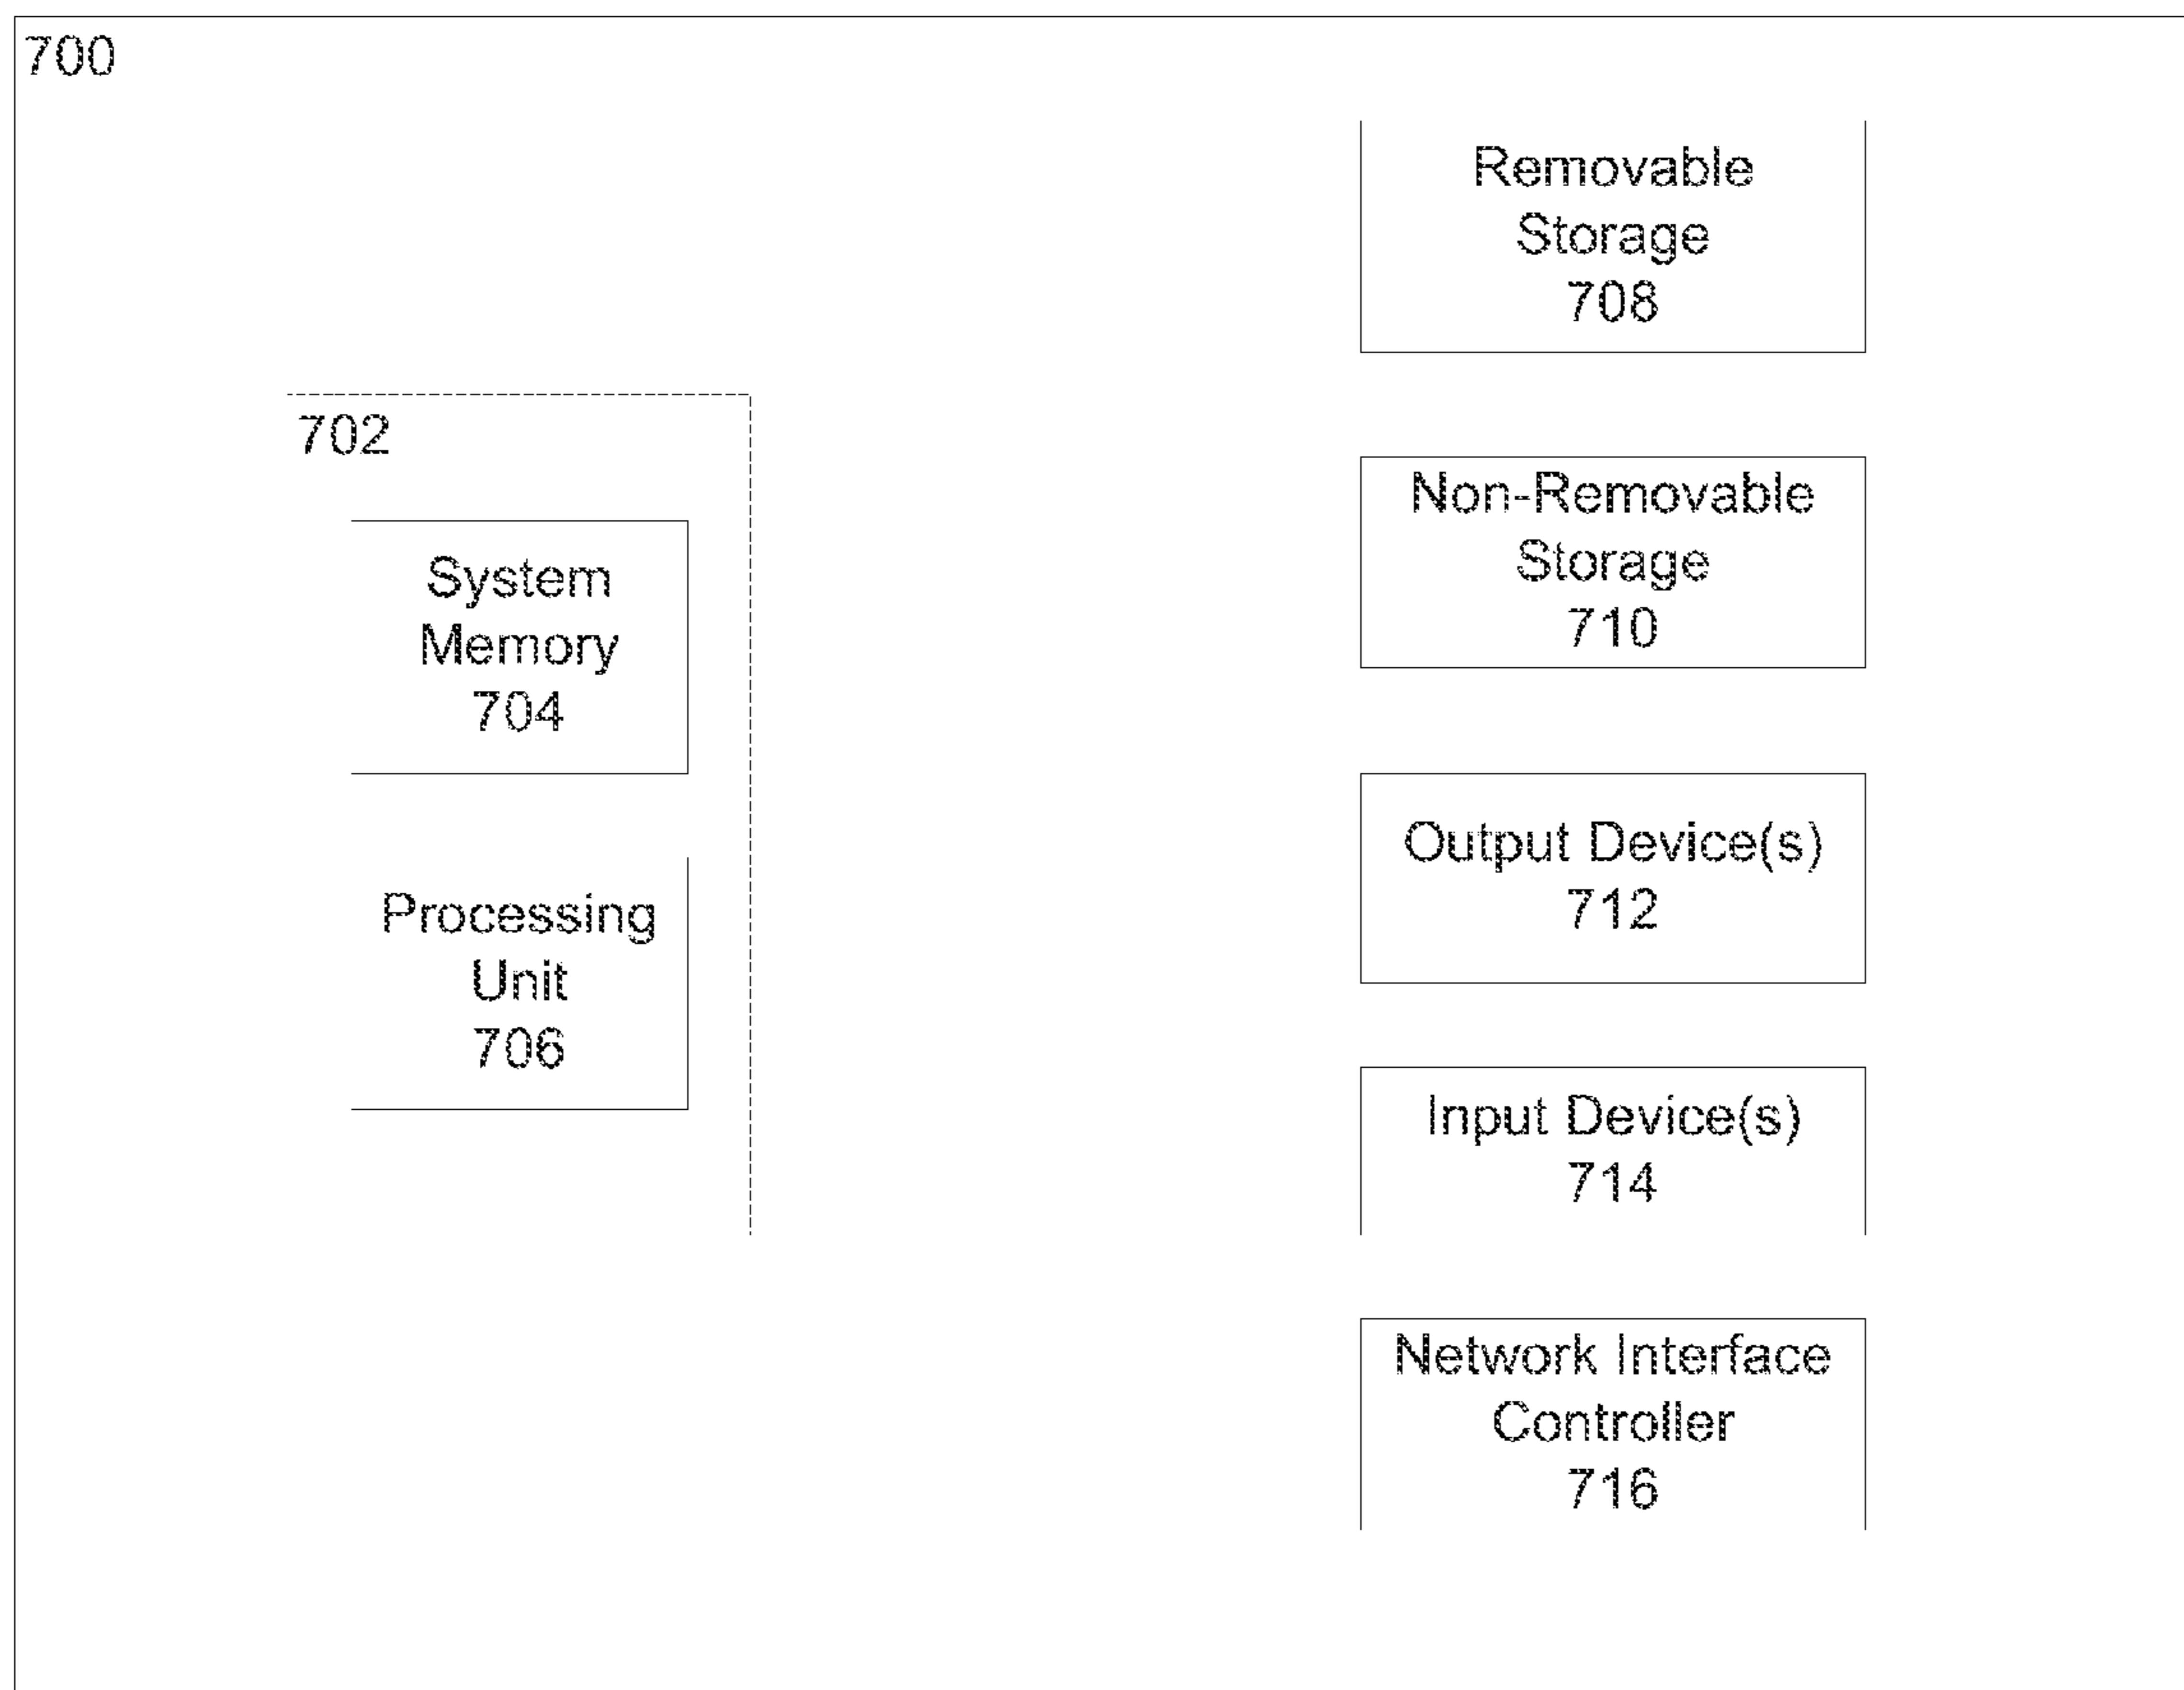 700
702
System
Memory
704
Processing
Unit
706
Removable
Storage
708
Non-Removable
Storage
710
Output Device(s)
712
Input Device(s)
714
Network Interface
Controller
716